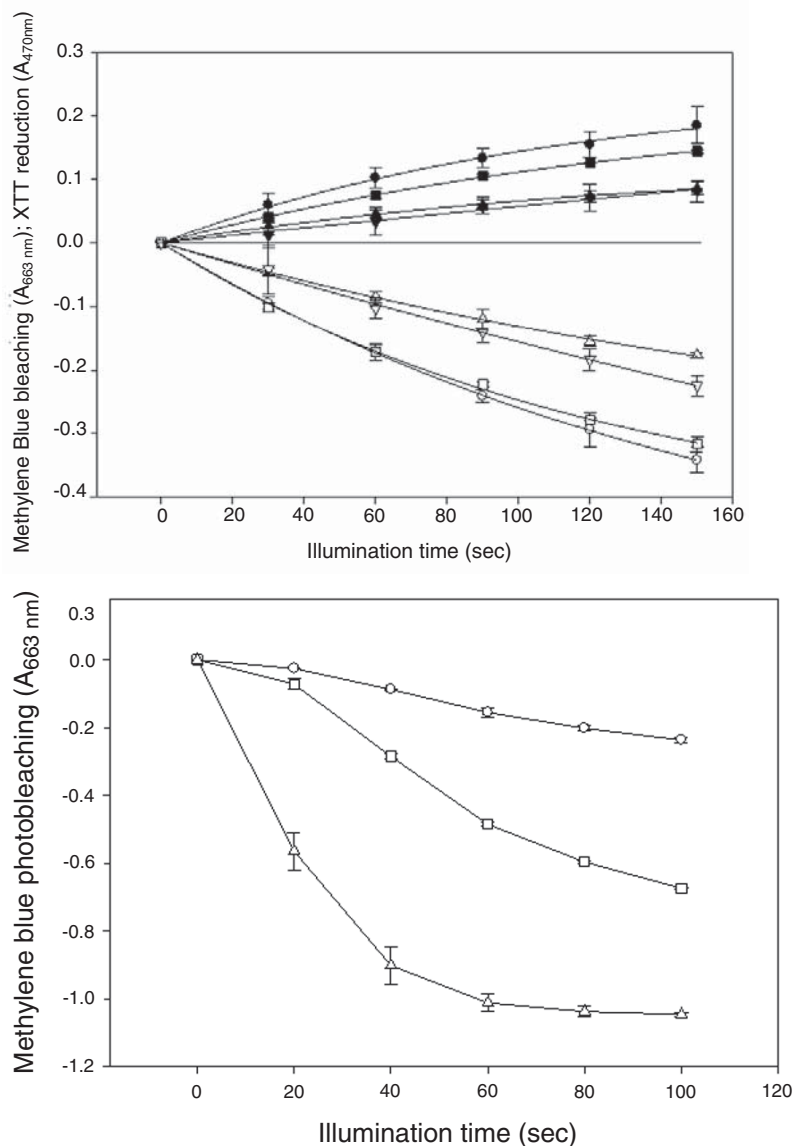 Methylene Blue bleaching (A663 nm); XTT reduction (A470nm)
0.3
0.2
0.1
0.0
-0.1
-0.2
-0.3
-0.4
0 20 40 60 80 100 120 140 160
Illumination time (sec)
Methylene blue photobleaching (A663 nm)
0.3
0.0
-0.2
-0.4
-0.6
-0.8
-1.0
-1.2
0 20 40 60 80 100 120
Illumination time (sec)